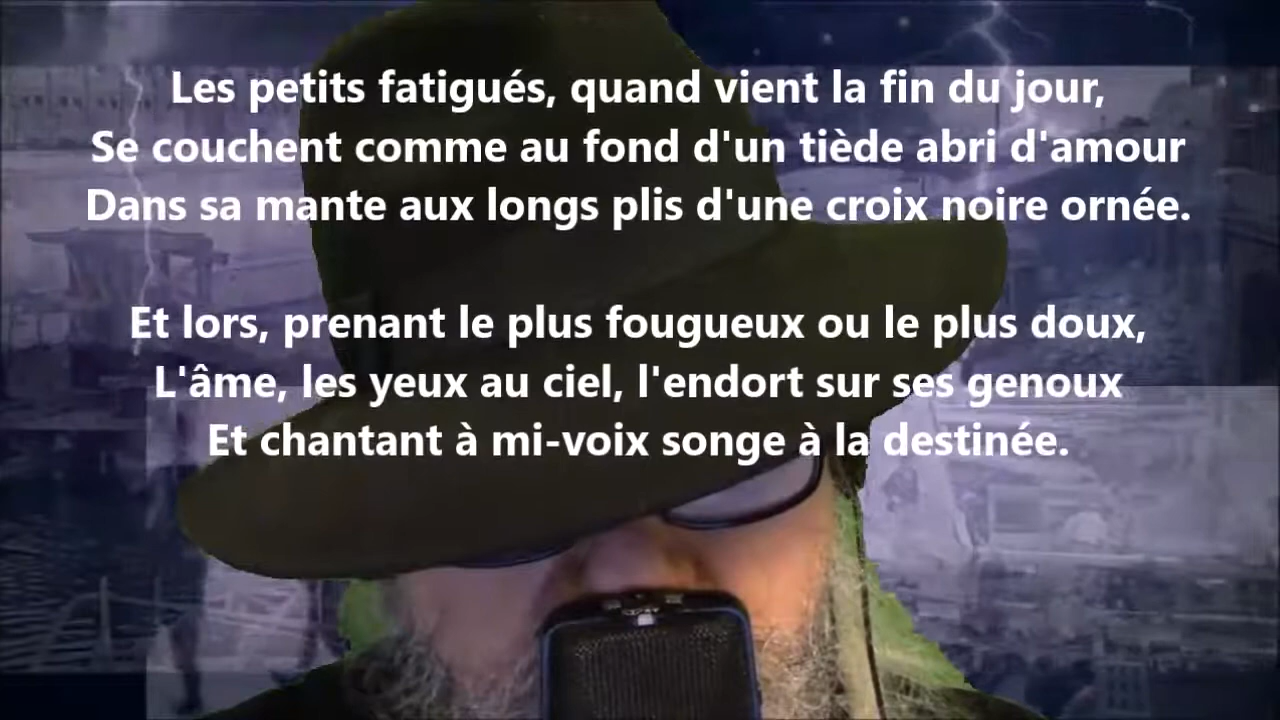 Les petits fatigués, quand vient la fin du jour,
Se couchent comme au fond d'un tiède abri d'amour
Dans sa mante aux longs plis d'une croix noire ornée.
Et lors, prenant le plus fougueux ou le plus doux,
L'âme, les yeux au ciel, l'endort sur ses genoux
Et chantant à mi-voix songe à la destinée.